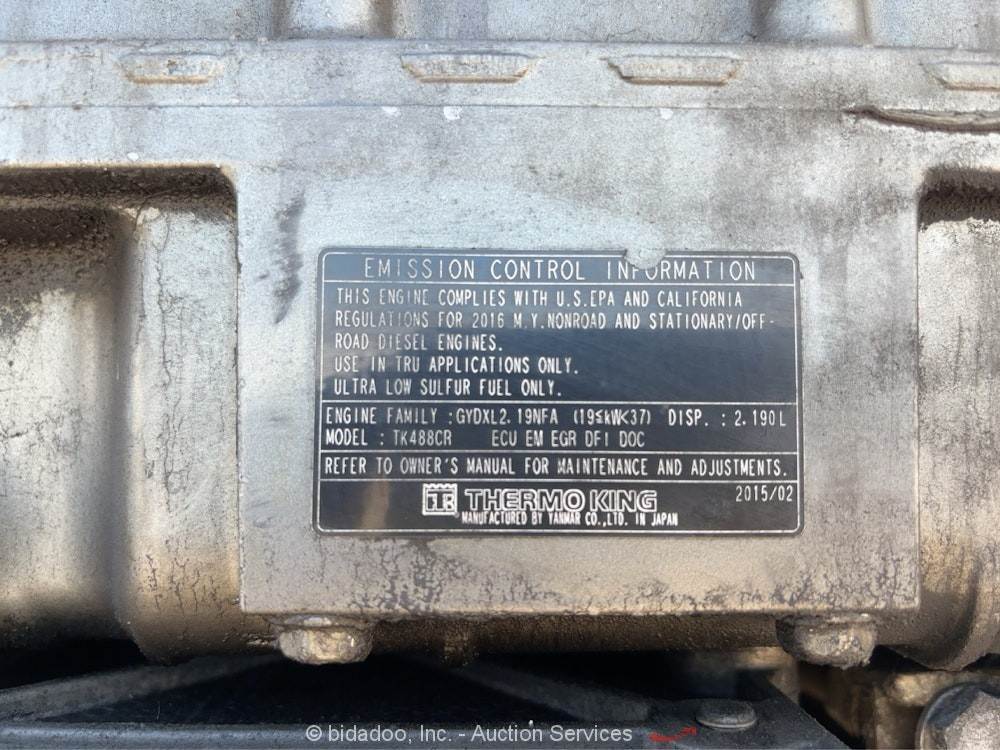 EMISSION CONTROL INFORMATION
THIS ENGINE COMPLIES WITH U.S.EPA AND CALIFORNIA
REGULATIONS FOR 2016 M.Y.NONROAD AND STATIONARY/OFF-
ROAD DIESEL ENGINES.
USE IN TRU APPLICATIONS ONLY.
ULTRA LOW SULFUR FUEL ONLY.
ENGINE FAMILY :GYDXL2.19NFA (19≤kW<37) DISP. : 2.190L
MODEL : TK488CR ECU EM EGR DFI DOC
REFER TO OWNER'S MANUAL FOR MAINTENANCE AND ADJUSTMENTS.
TK THERMO KING 2015/02
MANUFACTURED BY YANMAR CO.,LTD. IN JAPAN
© bidadoo, Inc. - Auction Services